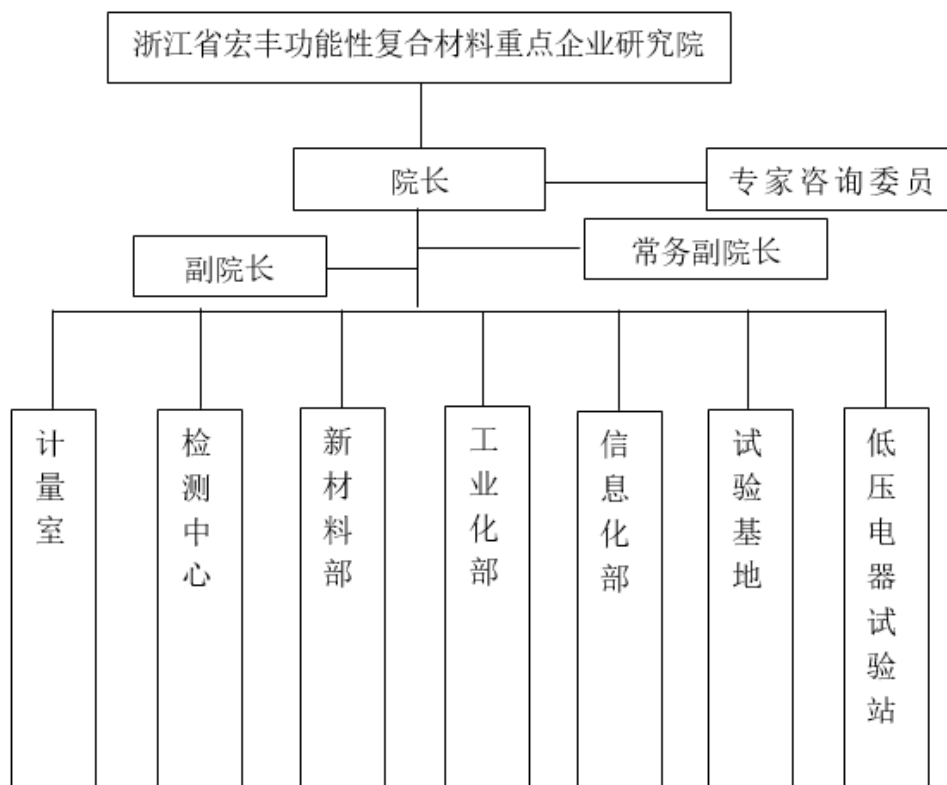 浙江省宏丰功能性复合材料重点企业研究院
院长
专家咨询委员
副院长
常务副院长
计量室
检测中心
新材料部
工业化部
信息化部
试验基地
低压电器试验站